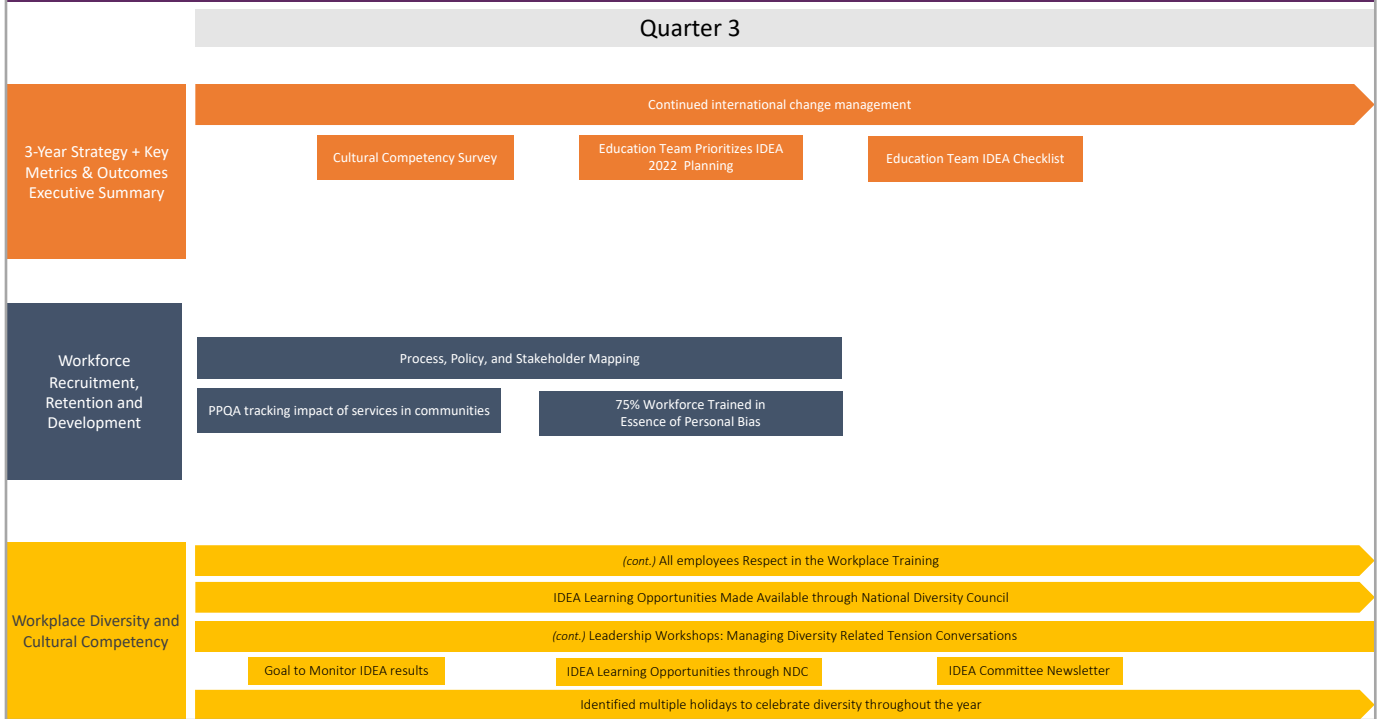 Quarter 3
3-Year Strategy + Key
Metrics & Outcomes
Executive Summary
Continued international change management
Cultural Competency Survey
Education Team Prioritizes IDEA
2022 Planning
Education Team IDEA Checklist
Workforce
Recruitment,
Retention and
Development
Process, Policy, and Stakeholder Mapping
PPQA tracking impact of services in communities
75% Workforce Trained in
Essence of Personal Bias
Workplace Diversity and
Cultural Competency
(cont.) All employees Respect in the Workplace Training
IDEA Learning Opportunities Made Available through National Diversity Council
(cont.) Leadership Workshops: Managing Diversity Related Tension Conversations
Goal to Monitor IDEA results
IDEA Learning Opportunities through NDC
IDEA Committee Newsletter
Identified multiple holidays to celebrate diversity throughout the year